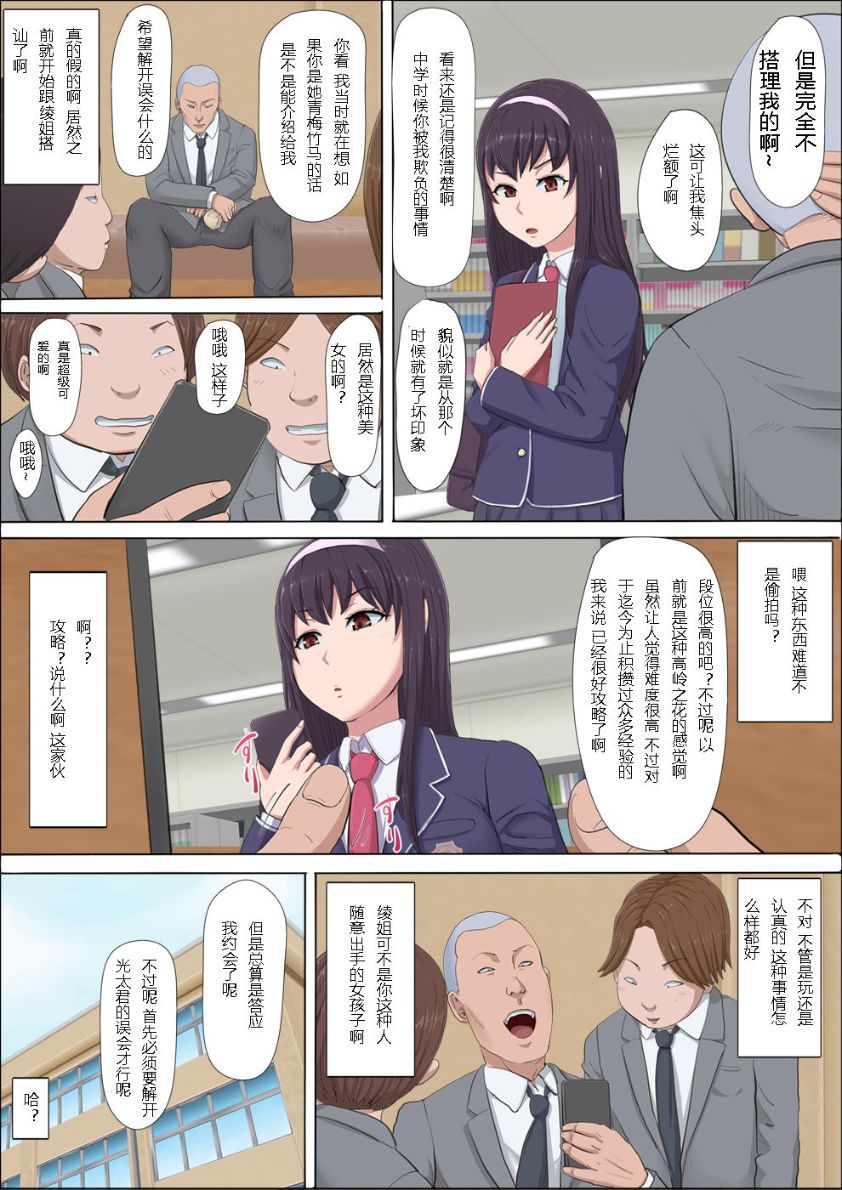 但是完全不
搭理我的啊~
这可让我焦头
烂额了啊
看来还是记得很清楚啊
中学时候你被我欺负的事情
貌似就是从那个
时候就有了坏印象
你看 我当时就在想 如
果你是她青梅竹马的话
是不是能介绍给我
希望解开误会什么的
真的假的啊 居然之
前就开始跟绫姐搭
讪了啊
居然是这种美
女的啊?
哦哦 这样子
真是超级可
爱的啊
哦哦~
喂 这种东西难道不
是偷拍吗?
段位很高的吧? 不过呢 以
前就是这种高岭之花的感觉啊
虽然让人觉得难度很高 不过对
于迄今为止积攒过众多经验的
我来说 已经很好攻略了啊
すり
すり
啊??
攻略? 说什么啊 这家伙
不对 不管是玩还是
认真的 这种事情怎
么样都好
绫姐可不是你这种人
随意出手的女孩子啊
但是总算是答应
我约会了呢
不过呢 首先必须要解开
光太君的误会才行呢
哈?